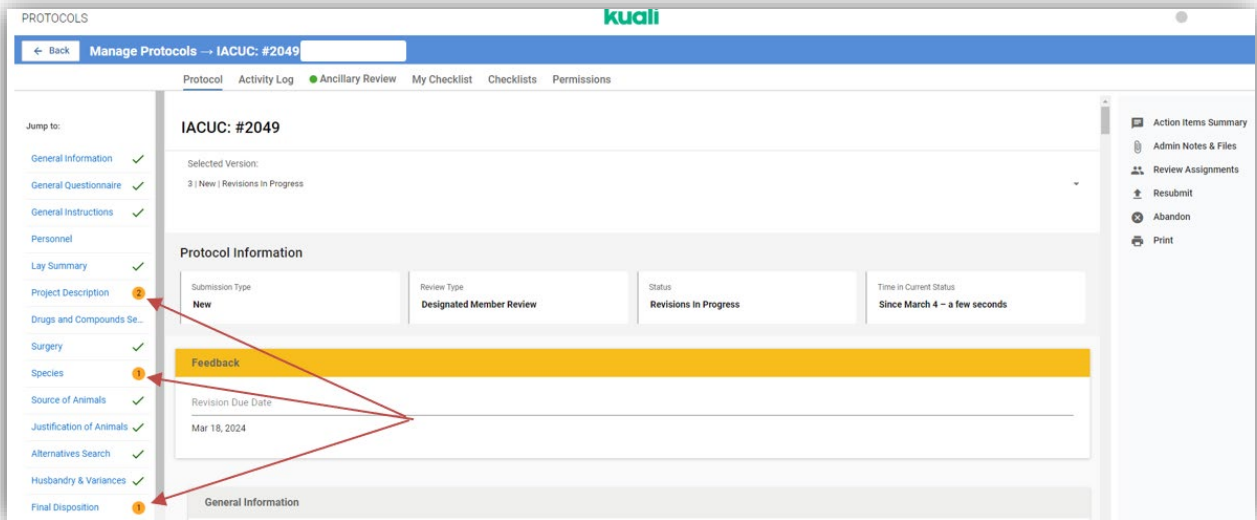 PROTOCOLS
kuali
← Back
Manage Protocols → IACUC: #2049
Protocol
Activity Log
Ancillary Review
My Checklist
Checklists
Permissions
Jump to:
General Information
General Questionnaire
General Instructions
Personnel
Lay Summary
Project Description 2
Drugs and Compounds Se...
Surgery
Species 1
Source of Animals
Justification of Animals
Alternatives Search
Husbandry & Variances
Final Disposition 1
IACUC: #2049
Selected Version:
3 | New | Revisions In Progress
Protocol Information
Submission Type
New
Review Type
Designated Member Review
Status
Revisions In Progress
Time in Current Status
Since March 4 – a few seconds
Feedback
Revision Due Date
Mar 18, 2024
General Information
Action Items Summary
Admin Notes & Files
Review Assignments
Resubmit
Abandon
Print